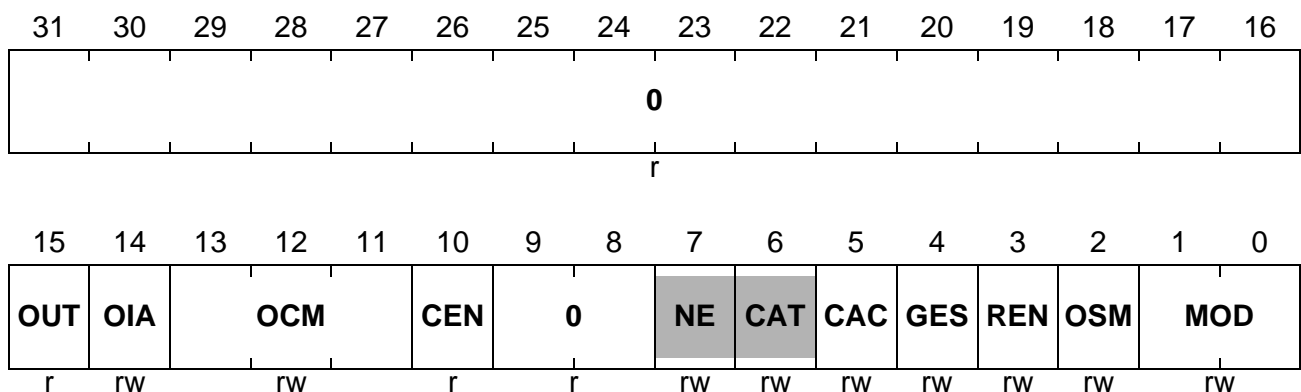 31 30 29 28 27 26 25 24 23 22 21 20 19 18 17 16
0
r
15 14 13 12 11 10 9 8 7 6 5 4 3 2 1 0
OUT OIA OCM CEN 0 NE CAT CAC GES REN OSM MOD
r rw rw r r rw rw rw rw rw rw rw